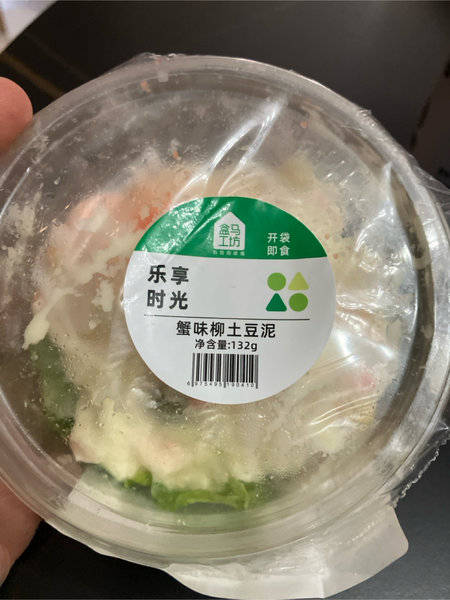 盒马
工坊
开袋
即食
乐享
时光
蟹味柳土豆泥
净含量:132g
6975495190410